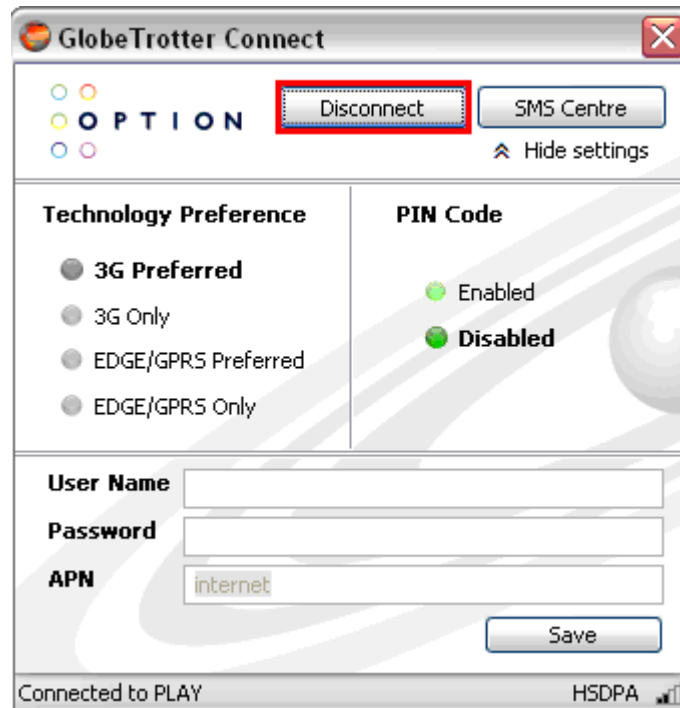 GlobeTrotter Connect
OPTION
Disconnect
SMS Centre
Hide settings
Technology Preference
3G Preferred
3G Only
EDGE/GPRS Preferred
EDGE/GPRS Only
PIN Code
Enabled
Disabled
User Name
Password
APN internet
Save
Connected to PLAY HSDPA